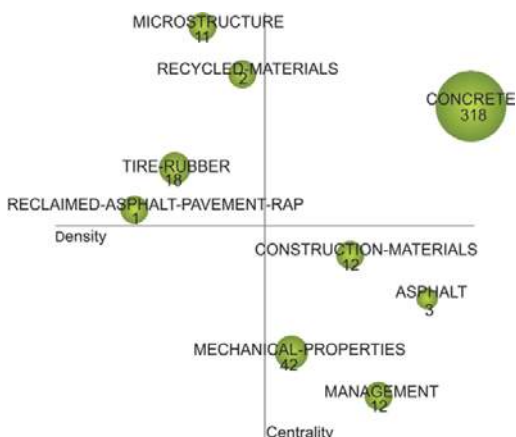 MICROSTRUCTURE
11
RECYCLED-MATERIALS
2
CONCRETE
318
TIRE-RUBBER
18
RECLAIMED-ASPHALT-PAVEMENT-RAP
1
Density
CONSTRUCTION-MATERIALS
12
ASPHALT
3
MECHANICAL-PROPERTIES
42
MANAGEMENT
12
Centrality